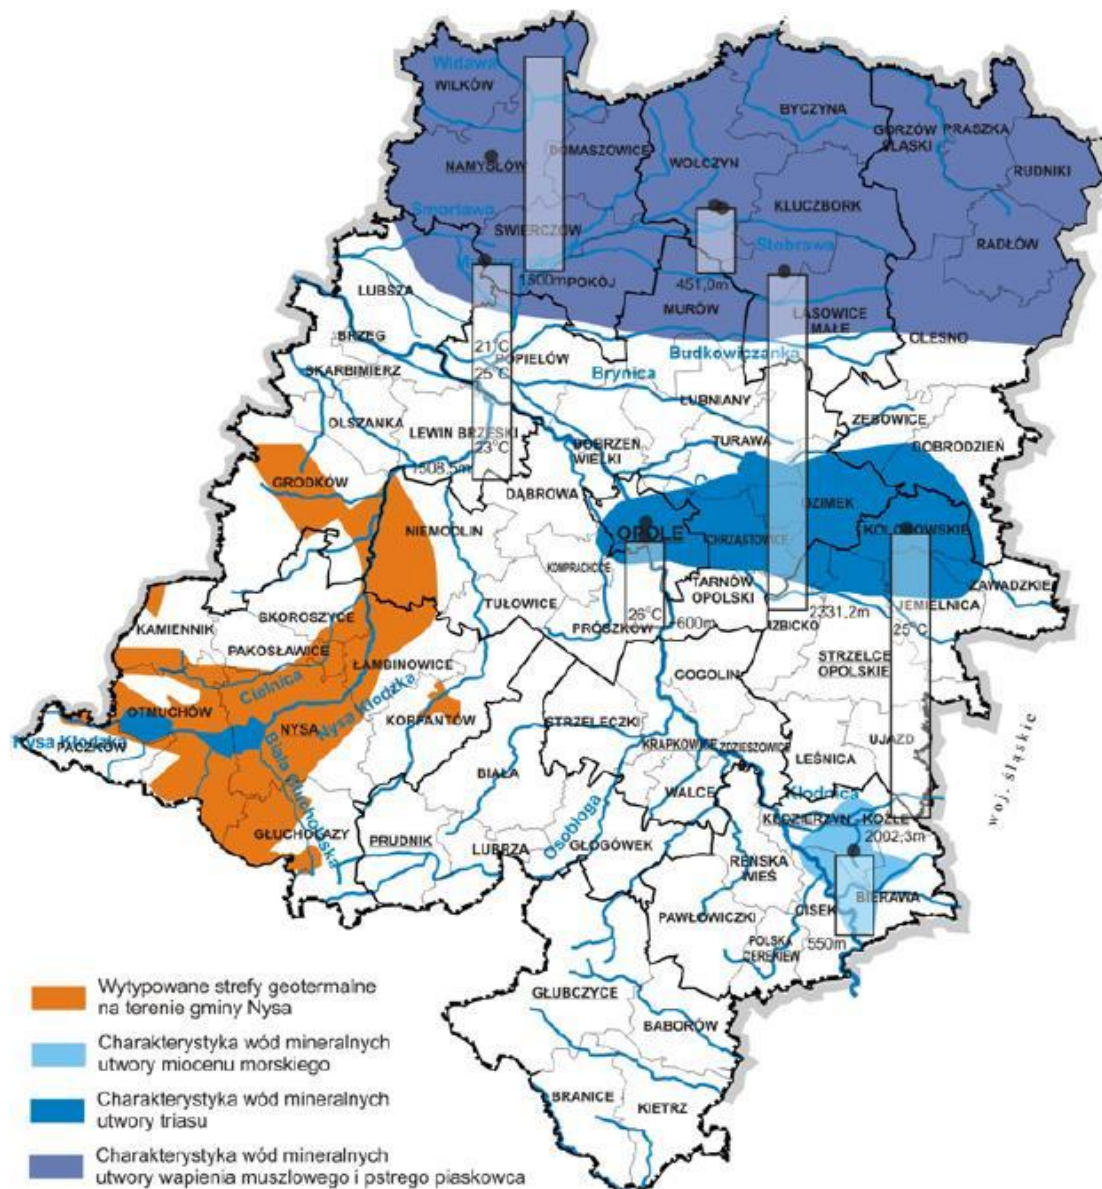 Widawa
WILKÓW
BYCZYNA
GORZÓW
ŚLĄSKI
PRASZKA
DOMASZOWICE
WOŁCZYN
NAMYSŁÓW
RUDNIKI
KLUCZBORK
Smortawa
ŚWIERCZÓW
Stobrawa
RADŁÓW
1500m
POKÓJ
451,0m
LUBSZA
MURÓW
LASOWICE
MAŁE
BRZEG
OLESNO
21°C
POPIELÓW
Budkowiczanka
SKARBIMIERZ
25°C
Brynica
ŁUBNIANY
ZĘBOWICE
OLSZANKA
LEWIN BRZESKI
23°C
DOBRZEŃ
WIELKI
TURAWA
DOBRODZIEŃ
1508,5m
GRODKÓW
DĄBROWA
OZIMEK
NIEMODLIN
OPOLE
CHRZĄSTOWICE
KOLONOWSKIE
KOMPRACHCICE
TARNÓW
OPOLSKI
ZAWADZKIE
TUŁOWICE
26°C
600m
2331,2m
JEMIELNICA
SKOROSZYCE
KAMIENNIK
PRÓSZKÓW
IZBICKO
25°C
PAKOSŁAWICE
ŁAMBINOWICE
STRZELCE
OPOLSKIE
Cielnica
GOGOLIN
OTMUCHÓW
Nysa Kłodzka
KORFANTÓW
NYSA
STRZELECZKI
Nysa Kłodzka
PACZKÓW
KRAPKOWICE
ZDZIESZOWICE
UJAZD
Biała Głuchołaska
BIAŁA
LEŚNICA
woj. śląskie
WALCE
Kłodnica
GŁUCHOŁAZY
KĘDZIERZYN - KOŹLE
PRUDNIK
LUBRZA
Osobłoga
GŁOGÓWEK
2002,3m
REŃSKA
WIEŚ
BIERAWA
PAWŁOWICZKI
CISEK
POLSKA
CEREKIEW
550m
GŁUBCZYCE
BABORÓW
BRANICE
KIETRZ
Wytypowane strefy geotermalne
na terenie gminy Nysa
Charakterystyka wód mineralnych
utwory miocenu morskiego
Charakterystyka wód mineralnych
utwory triasu
Charakterystyka wód mineralnych
utwory wapienia muszlowego i pstrego piaskowca